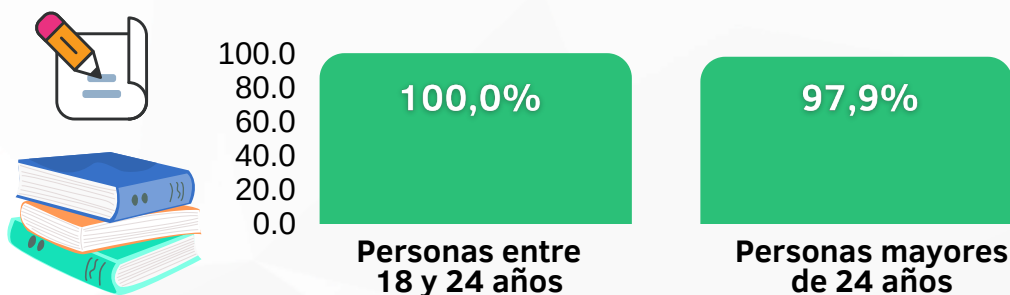 100.0
80.0
60.0
40.0
20.0
0.0
100,0%
97,9%
Personas entre
18 y 24 años
Personas mayores
de 24 años